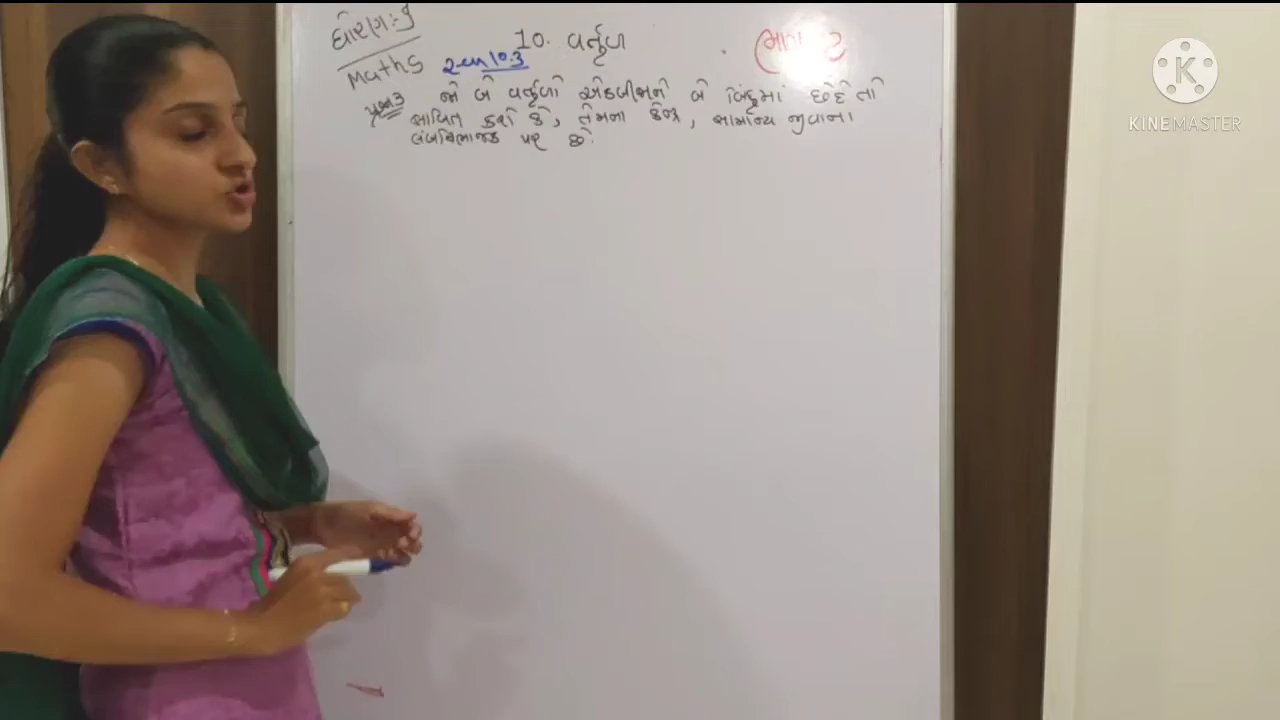 ધોરણ:-9
Maths
10. વર્તુળ
સ્વા 10.3
પ્રશ્ન3 જો બે વર્તુળો એકબીજાને બે બિંદુમાં છેદે તો
સાબિત કરો કે, તેમના કેન્દ્ર, સામાન્ય જીવાના
લંબદ્વિભાજક પર છે.
K
KINEMASTER